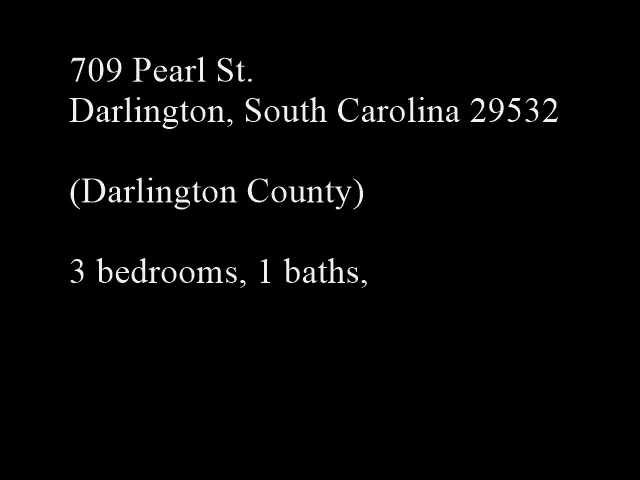 709 Pearl St.
Darlington, South Carolina 29532
(Darlington County)
3 bedrooms, 1 baths,